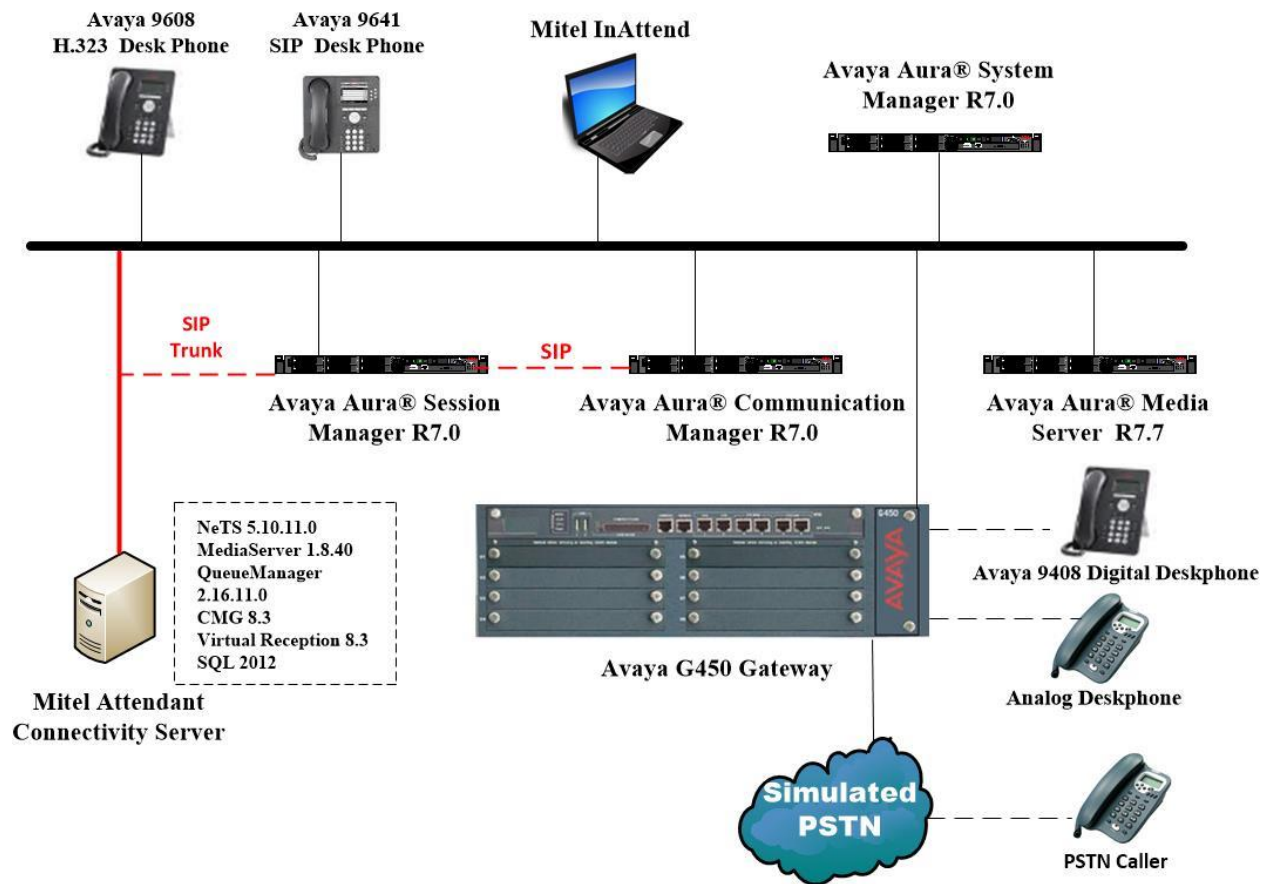 Avaya 9608
H.323 Desk Phone
Avaya 9641
SIP Desk Phone
Mitel InAttend
Avaya Aura® System
Manager R7.0
SIP
Trunk
SIP
Avaya Aura® Session
Manager R7.0
Avaya Aura® Communication
Manager R7.0
Avaya Aura® Media
Server R7.7
NeTS 5.10.11.0
MediaServer 1.8.40
QueueManager
2.16.11.0
CMG 8.3
Virtual Reception 8.3
SQL 2012
Mitel Attendant
Connectivity Server
G450
AVAYA
Avaya G450 Gateway
Avaya 9408 Digital Deskphone
Analog Deskphone
Simulated
PSTN
PSTN Caller